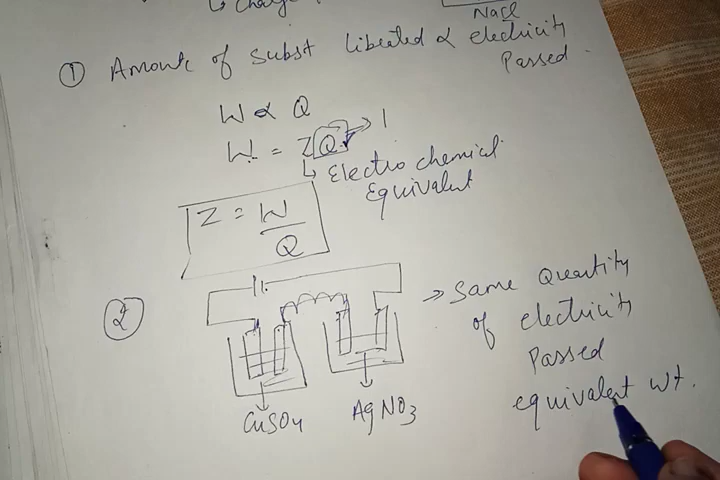 ↳ charge
NaCl
① Amount of subst liberated ∝ electricity
Passed
W ∝ Q
W = ZQ → 1
↳ Electro chemical
Equivalent
Z = W
Q
② → Same Quantity
of electricity
Passed
equivalent wt.
CuSO4 AgNO3